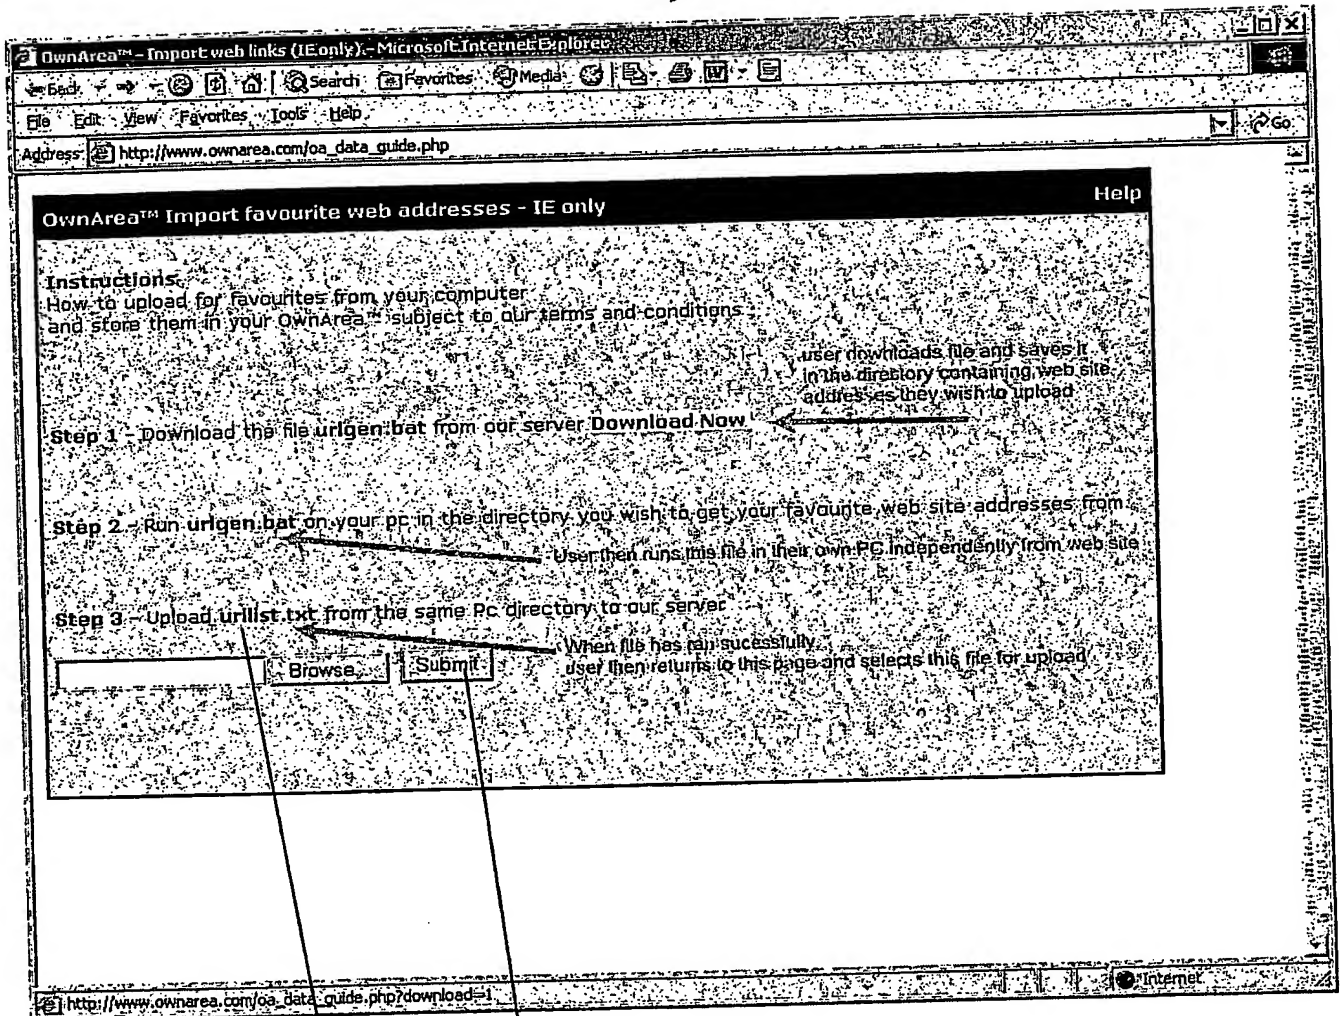 OwnArea™ - Import web links (IE only) - Microsoft Internet Explorer
Back Search Favorites Media
File Edit View Favorites Tools Help
Address http://www.ownarea.com/oa_data_guide.php Go
OwnArea™ Import favourite web addresses - IE only Help
Instructions
How to upload for favourites from your computer
and store them in your OwnArea™ subject to our terms and conditions
user downloads file and saves it
in the directory containing web site
addresses they wish to upload
Step 1 - Download the file urlgen.bat from our server Download Now
Step 2 - Run urlgen.bat on your pc in the directory you wish to get your favourite web site addresses from
User then runs this file in their own PC independently from web site
Step 3 - Upload urllist.txt from the same Pc directory to our server
When file has ran sucessfully
user then returns to this page and selects this file for upload
Browse... Submit
http://www.ownarea.com/oa_data_guide.php?download=1 Internet